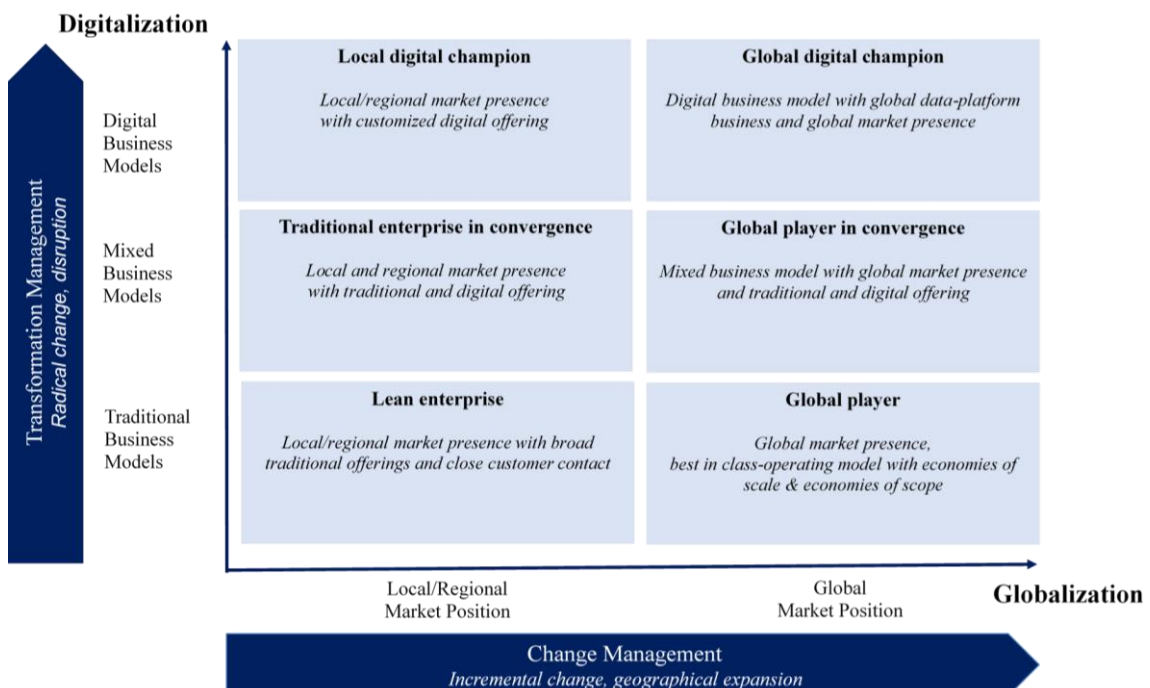 Digitalization
Transformation Management
Radical change, disruption
Digital
Business
Models
Local digital champion
Local/regional market presence
with customized digital offering
Global digital champion
Digital business model with global data-platform
business and global market presence
Mixed
Business
Models
Traditional enterprise in convergence
Local and regional market presence
with traditional and digital offering
Global player in convergence
Mixed business model with global market presence
and traditional and digital offering
Traditional
Business
Models
Lean enterprise
Local/regional market presence with broad
traditional offerings and close customer contact
Global player
Global market presence,
best in class-operating model with economies of
scale & economies of scope
Local/Regional
Market Position
Global
Market Position
Globalization
Change Management
Incremental change, geographical expansion